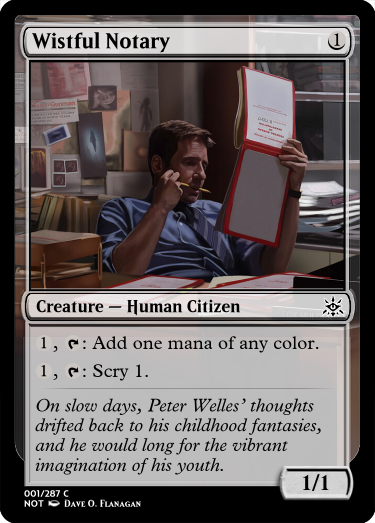 Wistful Notary 1
Creature — Human Citizen
1, : Add one mana of any color.
1, : Scry 1.
On slow days, Peter Welles’ thoughts
drifted back to his childhood fantasies,
and he would long for the vibrant
imagination of his youth.
1/1
001/287 C
NOT Dave O. Flanagan